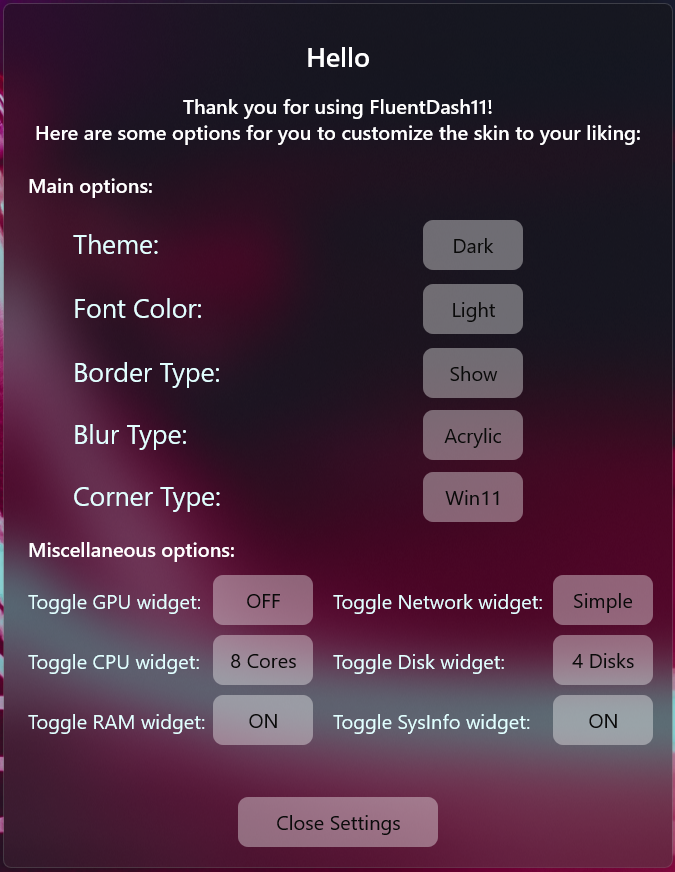 Hello
Thank you for using FluentDash11!
Here are some options for you to customize the skin to your liking:
Main options:
Theme: Dark
Font Color: Light
Border Type: Show
Blur Type: Acrylic
Corner Type: Win11
Miscellaneous options:
Toggle GPU widget: OFF Toggle Network widget: Simple
Toggle CPU widget: 8 Cores Toggle Disk widget: 4 Disks
Toggle RAM widget: ON Toggle SysInfo widget: ON
Close Settings